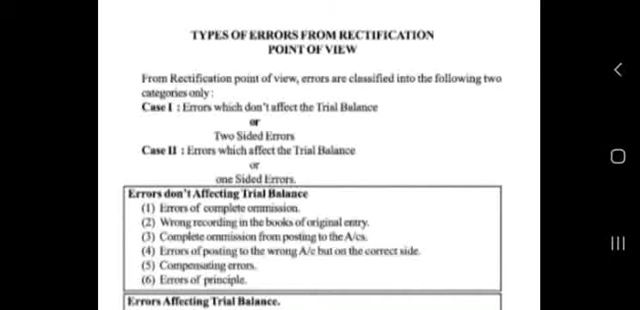 TYPES OF ERRORS FROM RECTIFICATION
POINT OF VIEW
From Rectification point of view, errors are classified into the following two
categories only :
Case I : Errors which don't affect the Trial Balance
or
Two Sided Errors
Case II : Errors which affect the Trial Balance
or
one Sided Errors.
Errors don't Affecting Trial Balance
(1) Errors of complete ommission.
(2) Wrong recording in the books of original entry.
(3) Complete ommission from posting to the A/cs.
(4) Errors of posting to the wrong A/c but on the correct side.
(5) Compensating errors.
(6) Errors of principle.
Errors Affecting Trial Balance.